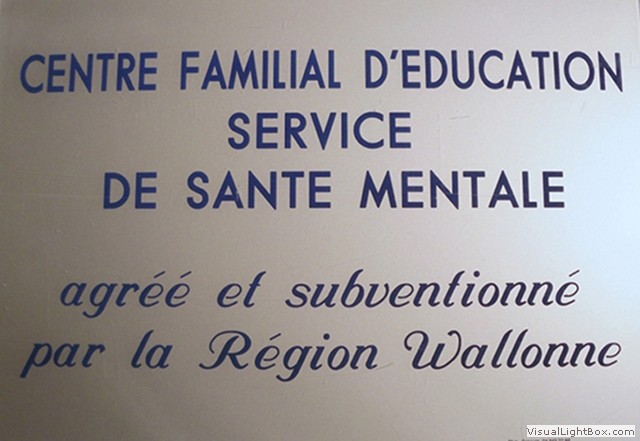 CENTRE FAMILIAL D'EDUCATION
SERVICE
DE SANTE MENTALE
agréé et subventionné
par la Région Wallonne
VisualLightBox.com